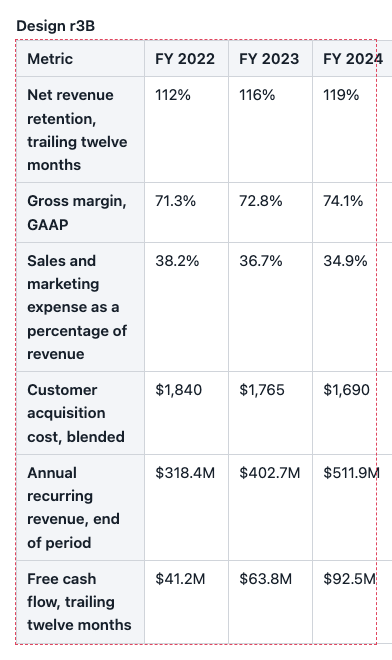 Design r3B
Metric FY 2022 FY 2023 FY 2024
Net revenue 112% 116% 119%
retention,
trailing twelve
months
Gross margin, 71.3% 72.8% 74.1%
GAAP
Sales and 38.2% 36.7% 34.9%
marketing
expense as a
percentage of
revenue
Customer $1,840 $1,765 $1,690
acquisition
cost, blended
Annual $318.4M $402.7M $511.9M
recurring
revenue, end
of period
Free cash $41.2M $63.8M $92.5M
flow, trailing
twelve months